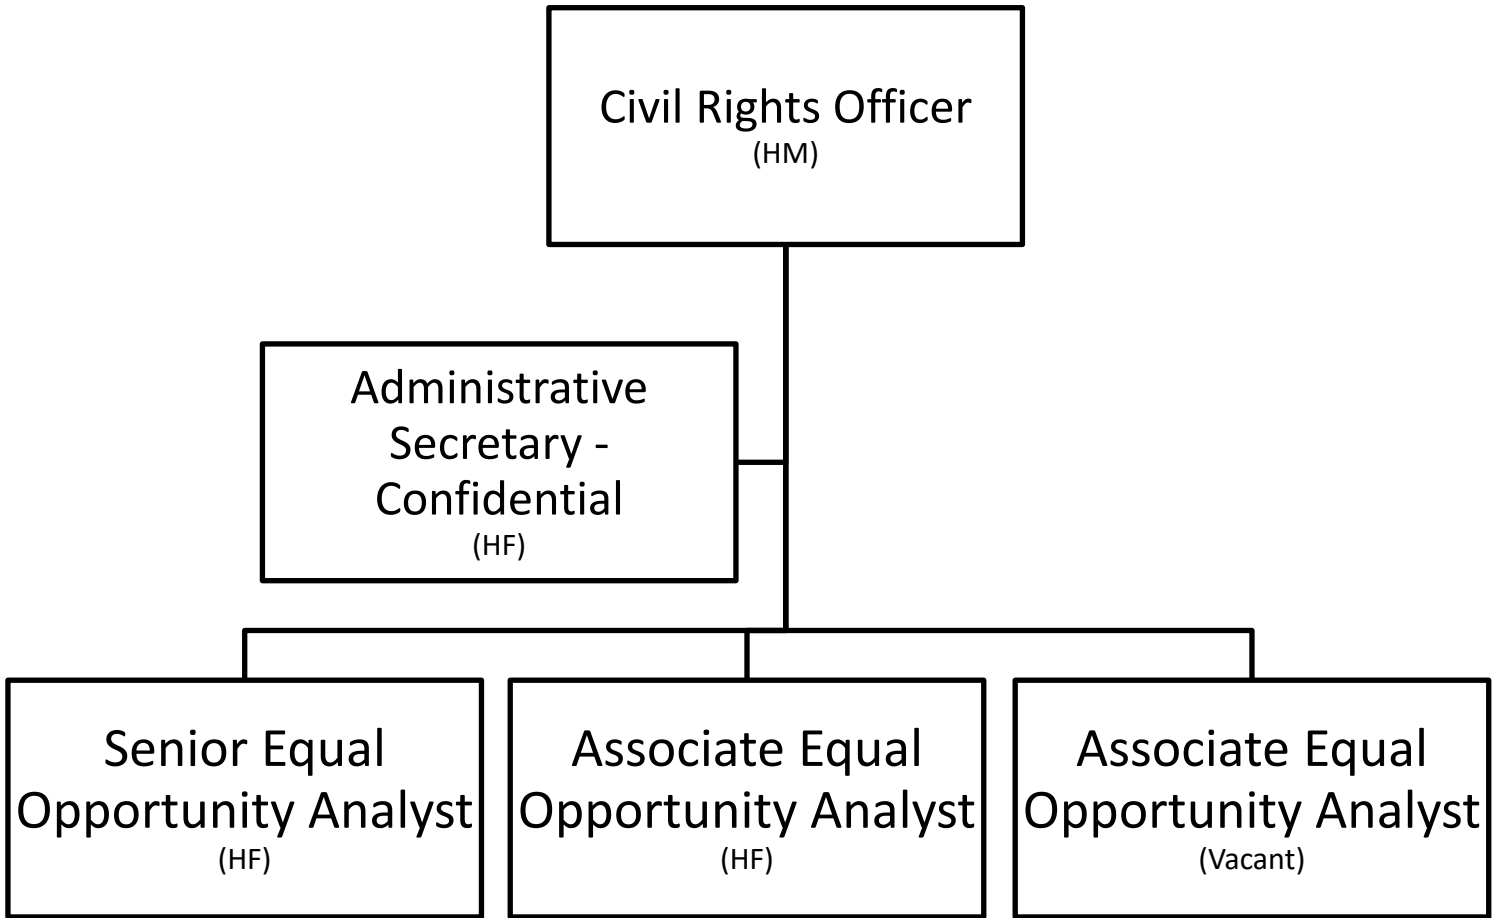 Civil Rights Officer
(HM)
Administrative
Secretary -
Confidential
(HF)
Senior Equal
Opportunity Analyst
(HF)
Associate Equal
Opportunity Analyst
(HF)
Associate Equal
Opportunity Analyst
(Vacant)